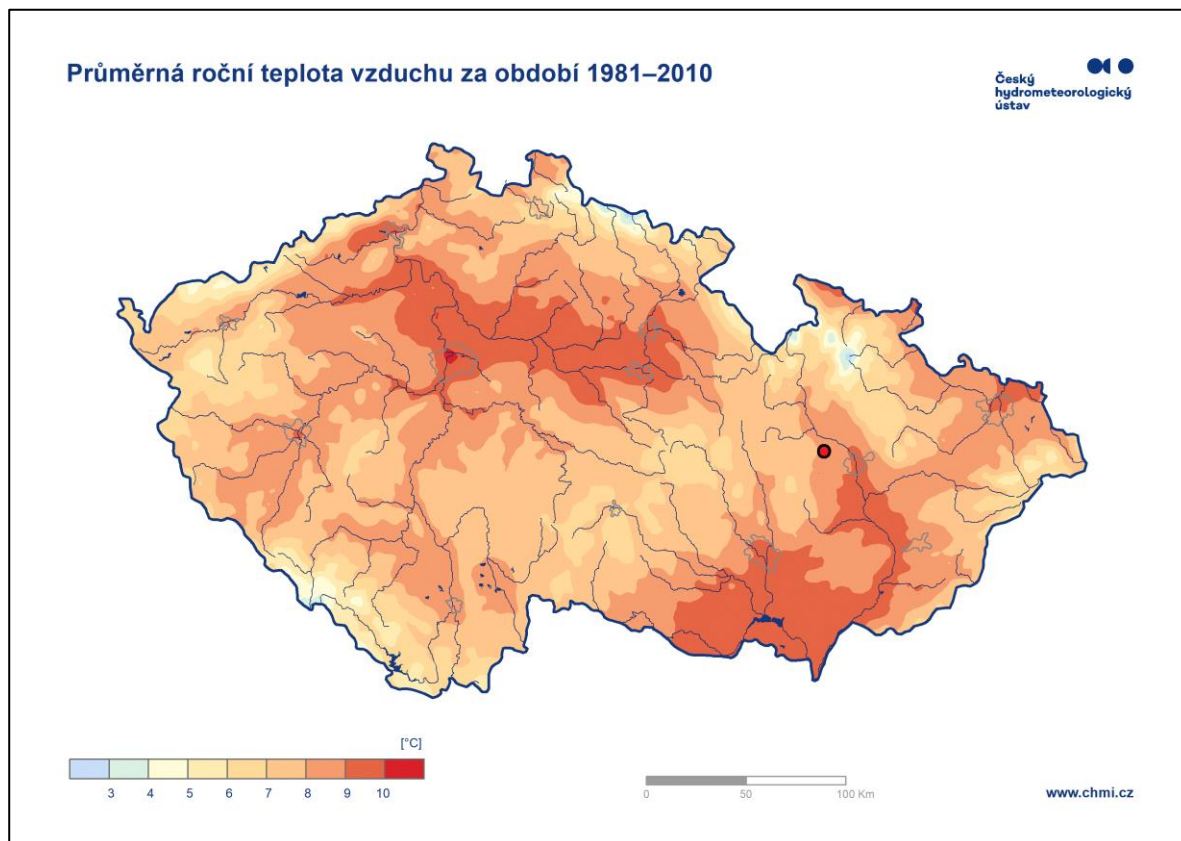 Průměrná roční teplota vzduchu za období 1981–2010
Český
hydrometeorologický
ústav
[°C]
3 4 5 6 7 8 9 10
0 50 100 Km
www.chmi.cz